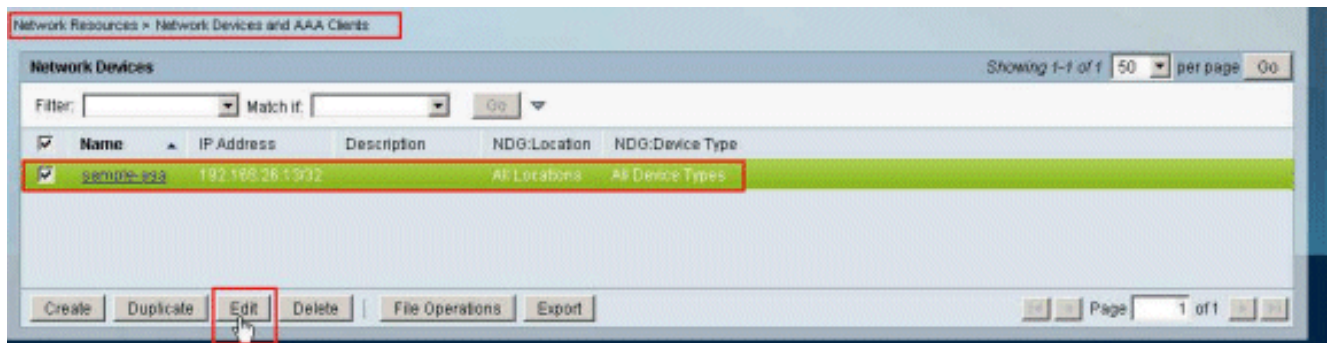 Network Resources > Network Devices and AAA Clients
Network Devices Showing 1-1 of 1 50 per page Go
Filter: Match if: Go
Name IP Address Description NDG:Location NDG:Device Type
sample-asa 192.168.26.13/32 All Locations All Device Types
Create Duplicate Edit Delete File Operations Export Page 1 of 1